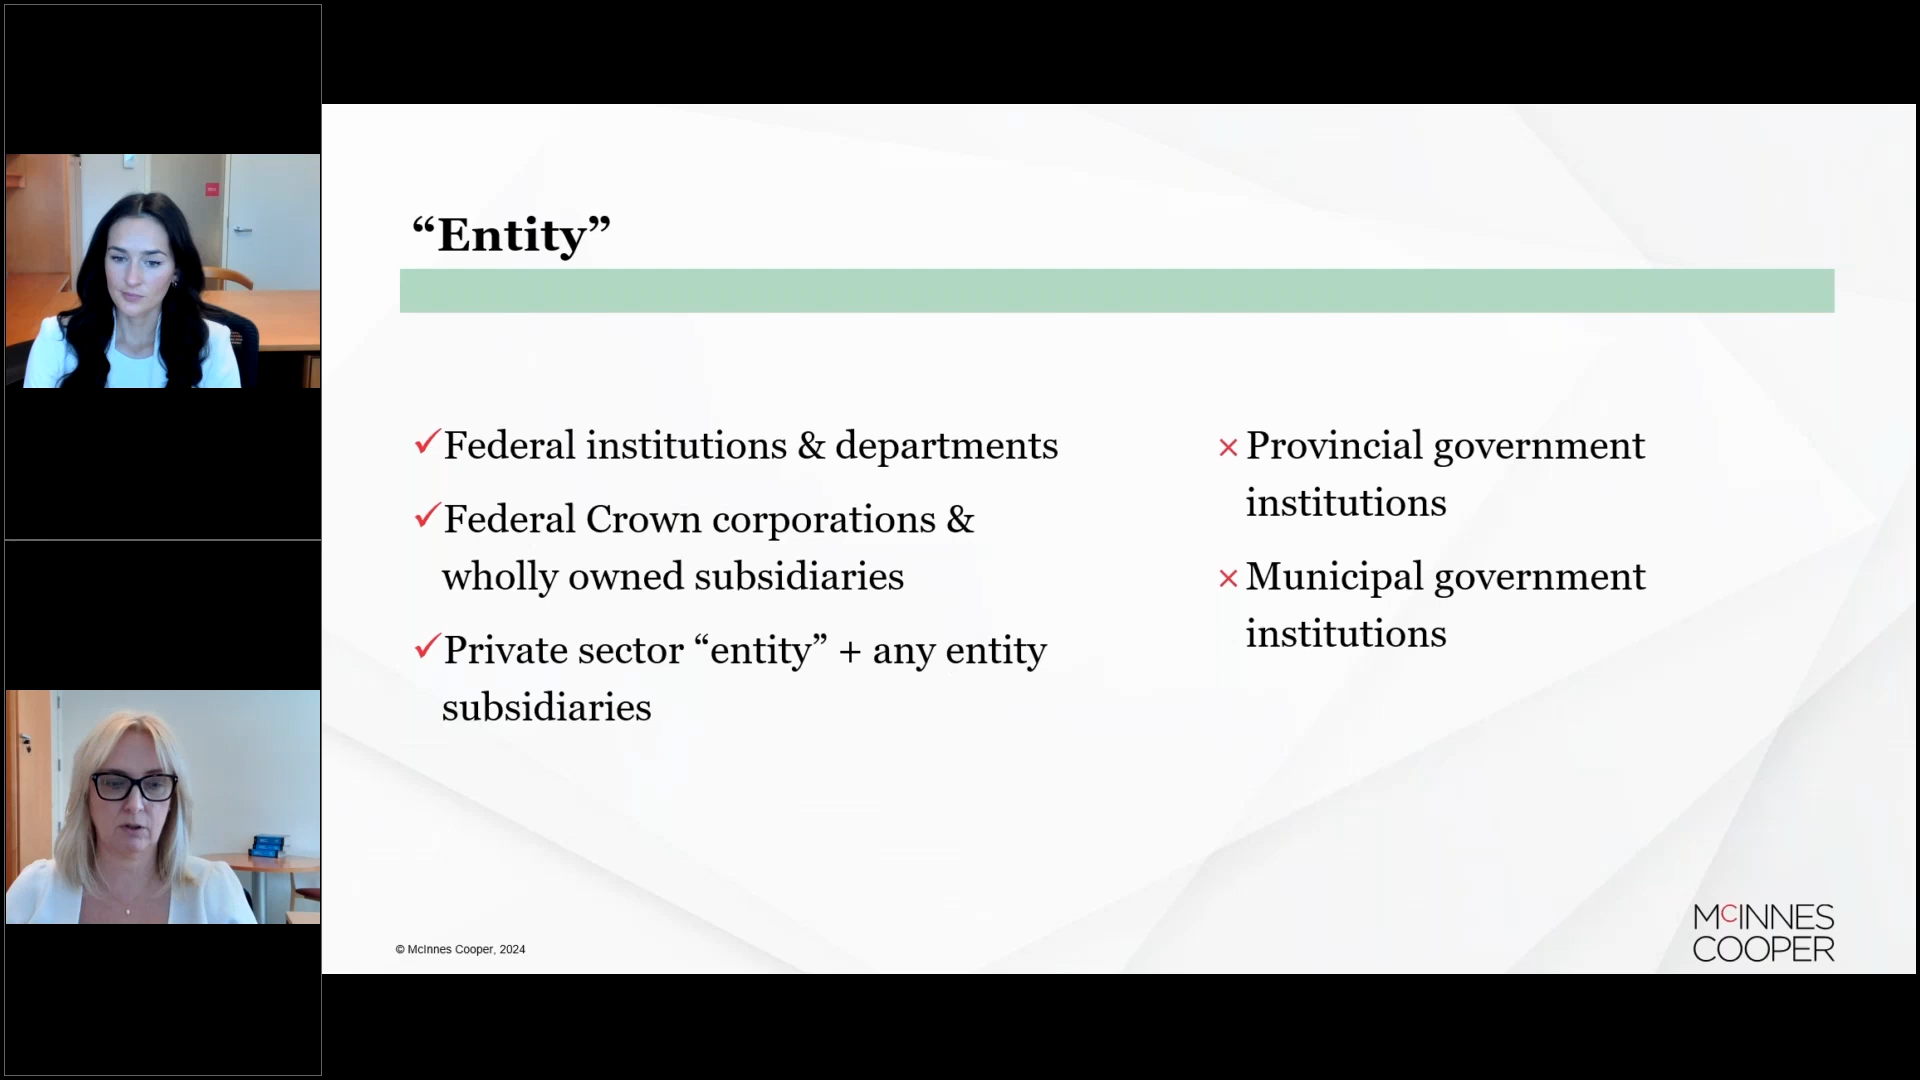 “Entity”
✓Federal institutions & departments
✓Federal Crown corporations &
wholly owned subsidiaries
✓Private sector “entity” + any entity
subsidiaries
× Provincial government
institutions
× Municipal government
institutions
© McInnes Cooper, 2024
MCINNES
COOPER